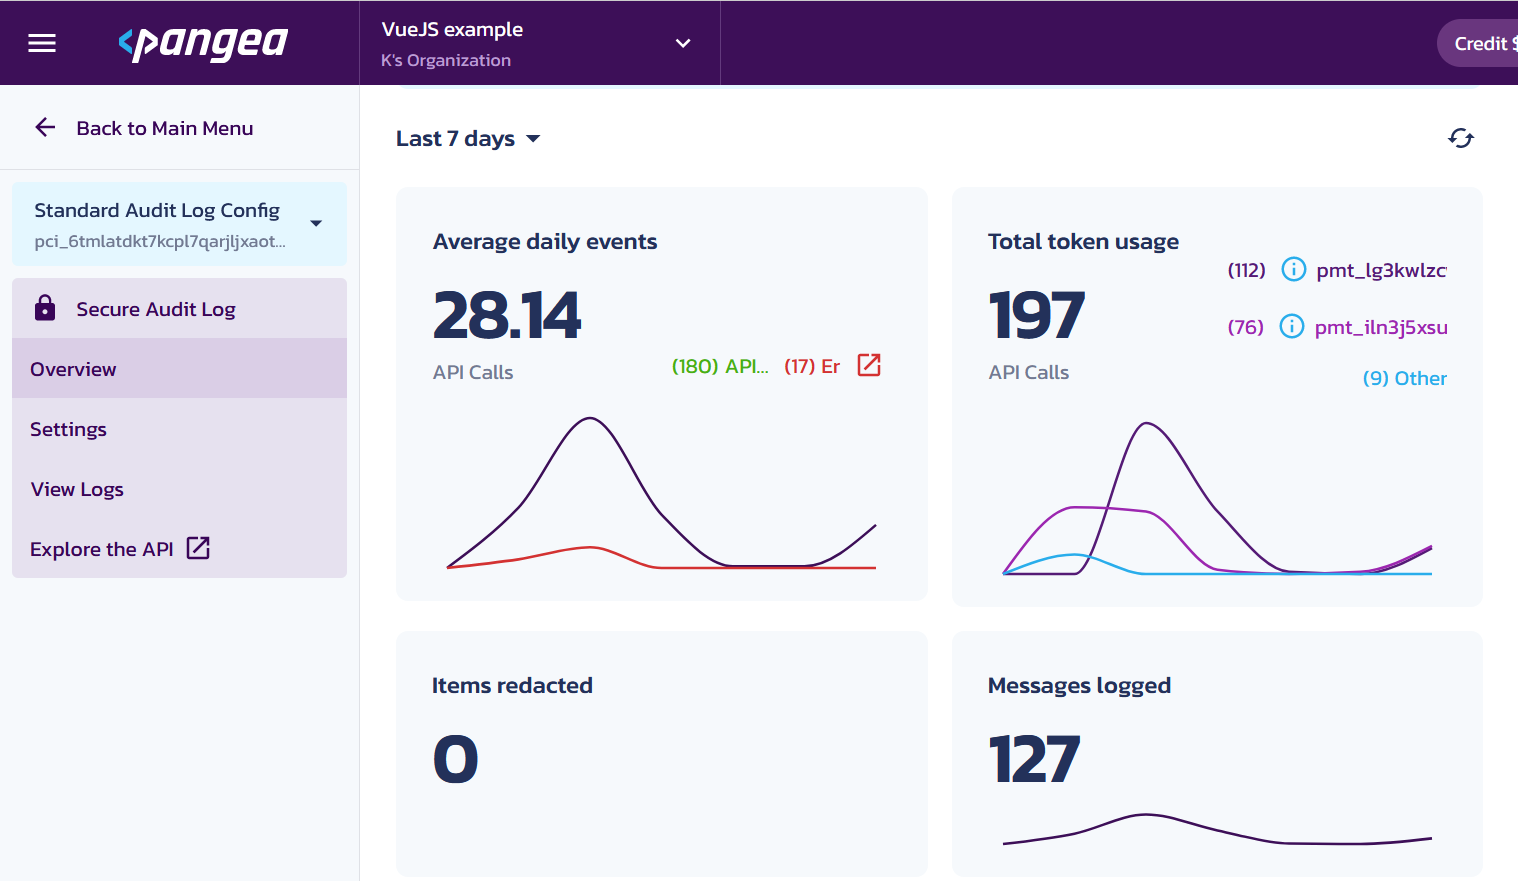 pangea
VueJS example
K's Organization
Credit $
Back to Main Menu
Standard Audit Log Config
pci_6tmlatdkt7kcpl7qarjljxaot...
Secure Audit Log
Overview
Settings
View Logs
Explore the API
Last 7 days
Average daily events
28.14
API Calls
(180) API... (17) Er
Total token usage
197
API Calls
(112) pmt_lg3kwlzc
(76) pmt_iln3j5xsu
(9) Other
Items redacted
0
Messages logged
127